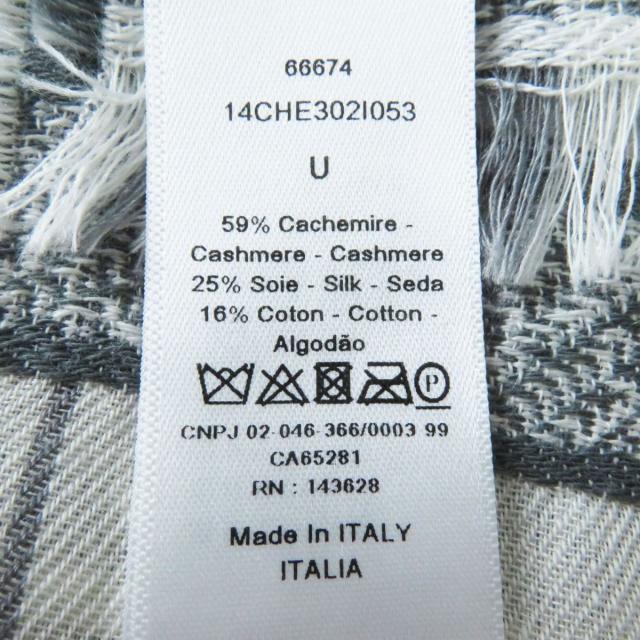 66674
14CHE302I053
U
59% Cachemire -
Cashmere - Cashmere
25% Soie - Silk - Seda
16% Coton - Cotton -
Algodão
P
CNPJ 02-046-366/0003 99
CA65281
RN : 143628
Made In ITALY
ITALIA